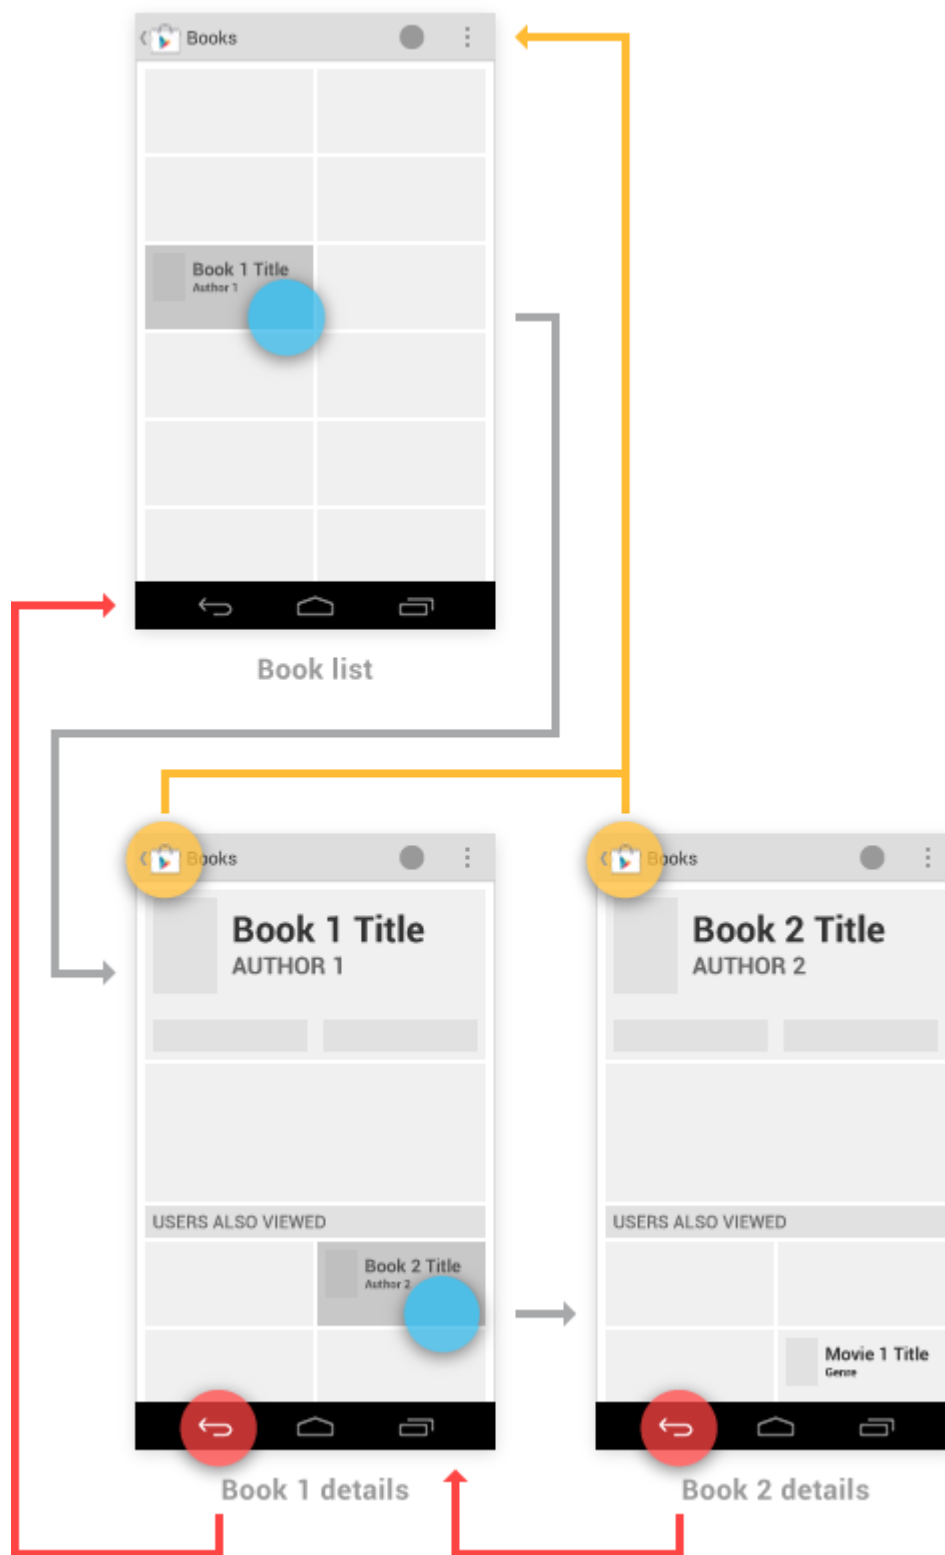 Books
Book 1 Title
Author 1
Book list
Books
Book 1 Title
AUTHOR 1
USERS ALSO VIEWED
Book 2 Title
Author 2
Book 1 details
Books
Book 2 Title
AUTHOR 2
USERS ALSO VIEWED
Movie 1 Title
Genre
Book 2 details